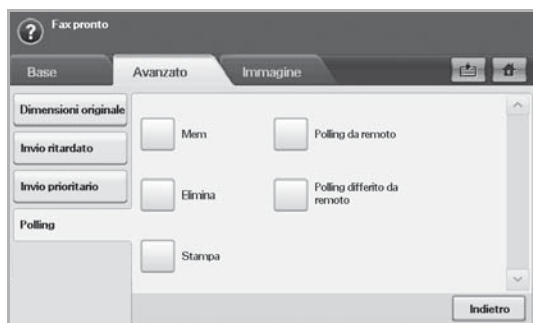 Fax pronto
Base Avanzato Immagine
Dimensioni originale
Invio ritardato
Invio prioritario
Polling
Mem Polling da remoto
Elimina Polling differito da
remoto
Stampa
Indietro